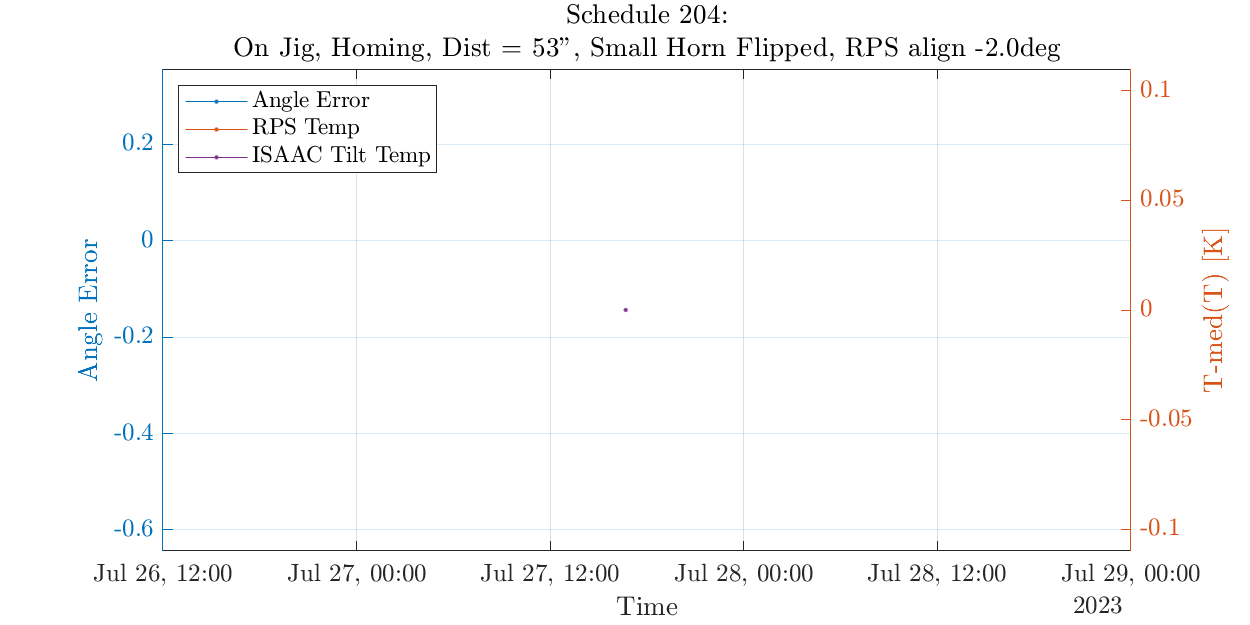 Schedule 204:
On Jig, Homing, Dist = 53", Small Horn Flipped, RPS align -2.0deg
Angle Error
RPS Temp
ISAAC Tilt Temp
0.2
0
-0.2
-0.4
-0.6
Angle Error
0.1
0.05
0
-0.05
-0.1
T-med(T) [K]
Jul 26, 12:00
Jul 27, 00:00
Jul 27, 12:00
Jul 28, 00:00
Jul 28, 12:00
Jul 29, 00:00
Time
2023